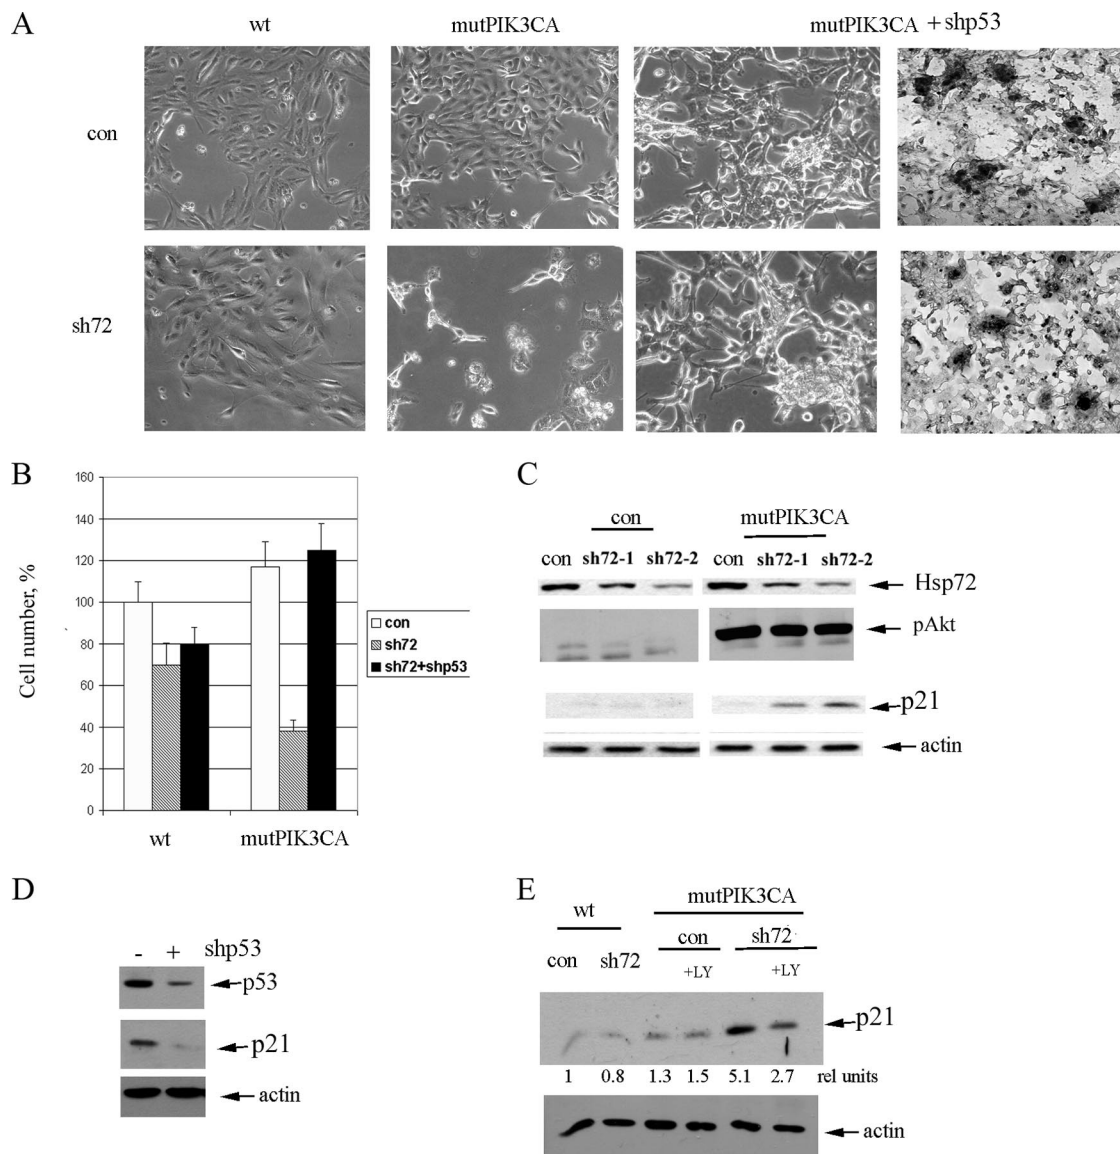 A
wt
mutPIK3CA
mutPIK3CA + shp53
con
sh72
B
160
140
120
100
80
60
40
20
0
Cell number, %
wt
mutPIK3CA
con
sh72
sh72+shp53
C
con
mutPIK3CA
con sh72-1 sh72-2
con sh72-1 sh72-2
Hsp72
pAkt
p21
actin
D
- + shp53
p53
p21
actin
E
mutPIK3CA
wt
con
sh72
con sh72
+LY
+LY
p21
1 0.8 1.3 1.5 5.1 2.7 rel units
actin